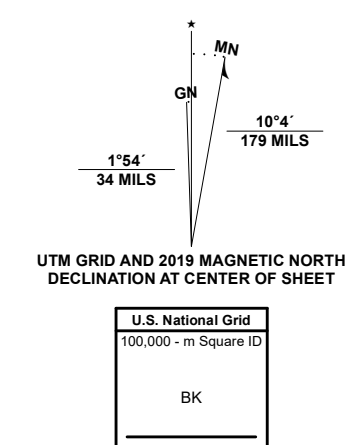 ★
MN
GN
10°4´
179 MILS
1°54´
34 MILS
UTM GRID AND 2019 MAGNETIC NORTH
DECLINATION AT CENTER OF SHEET
U.S. National Grid
100,000 - m Square ID
BK